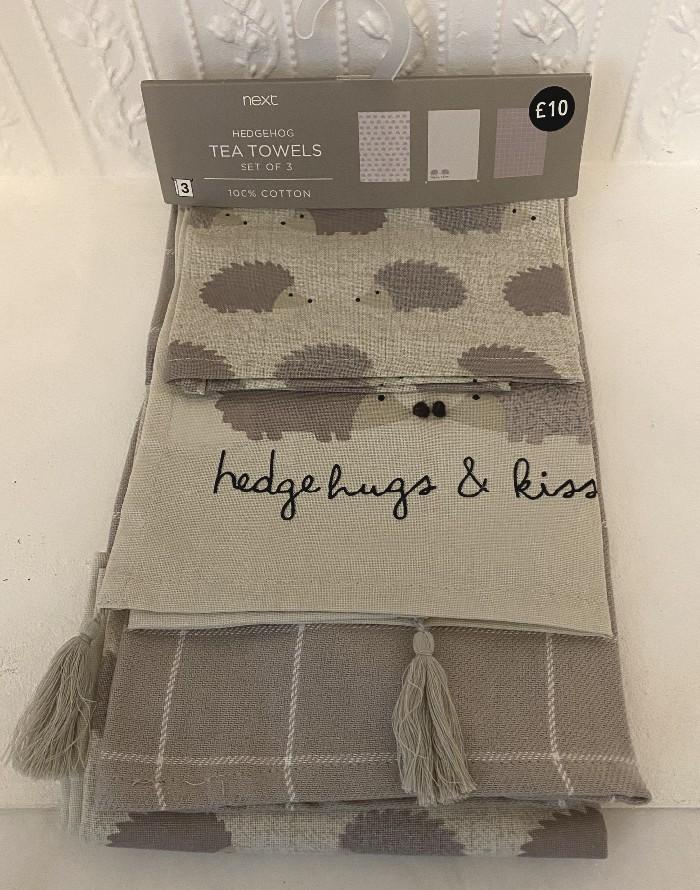 next
£10
HEDGEHOG
TEA TOWELS
SET OF 3
3
100% COTTON
hedgehugs & kiss